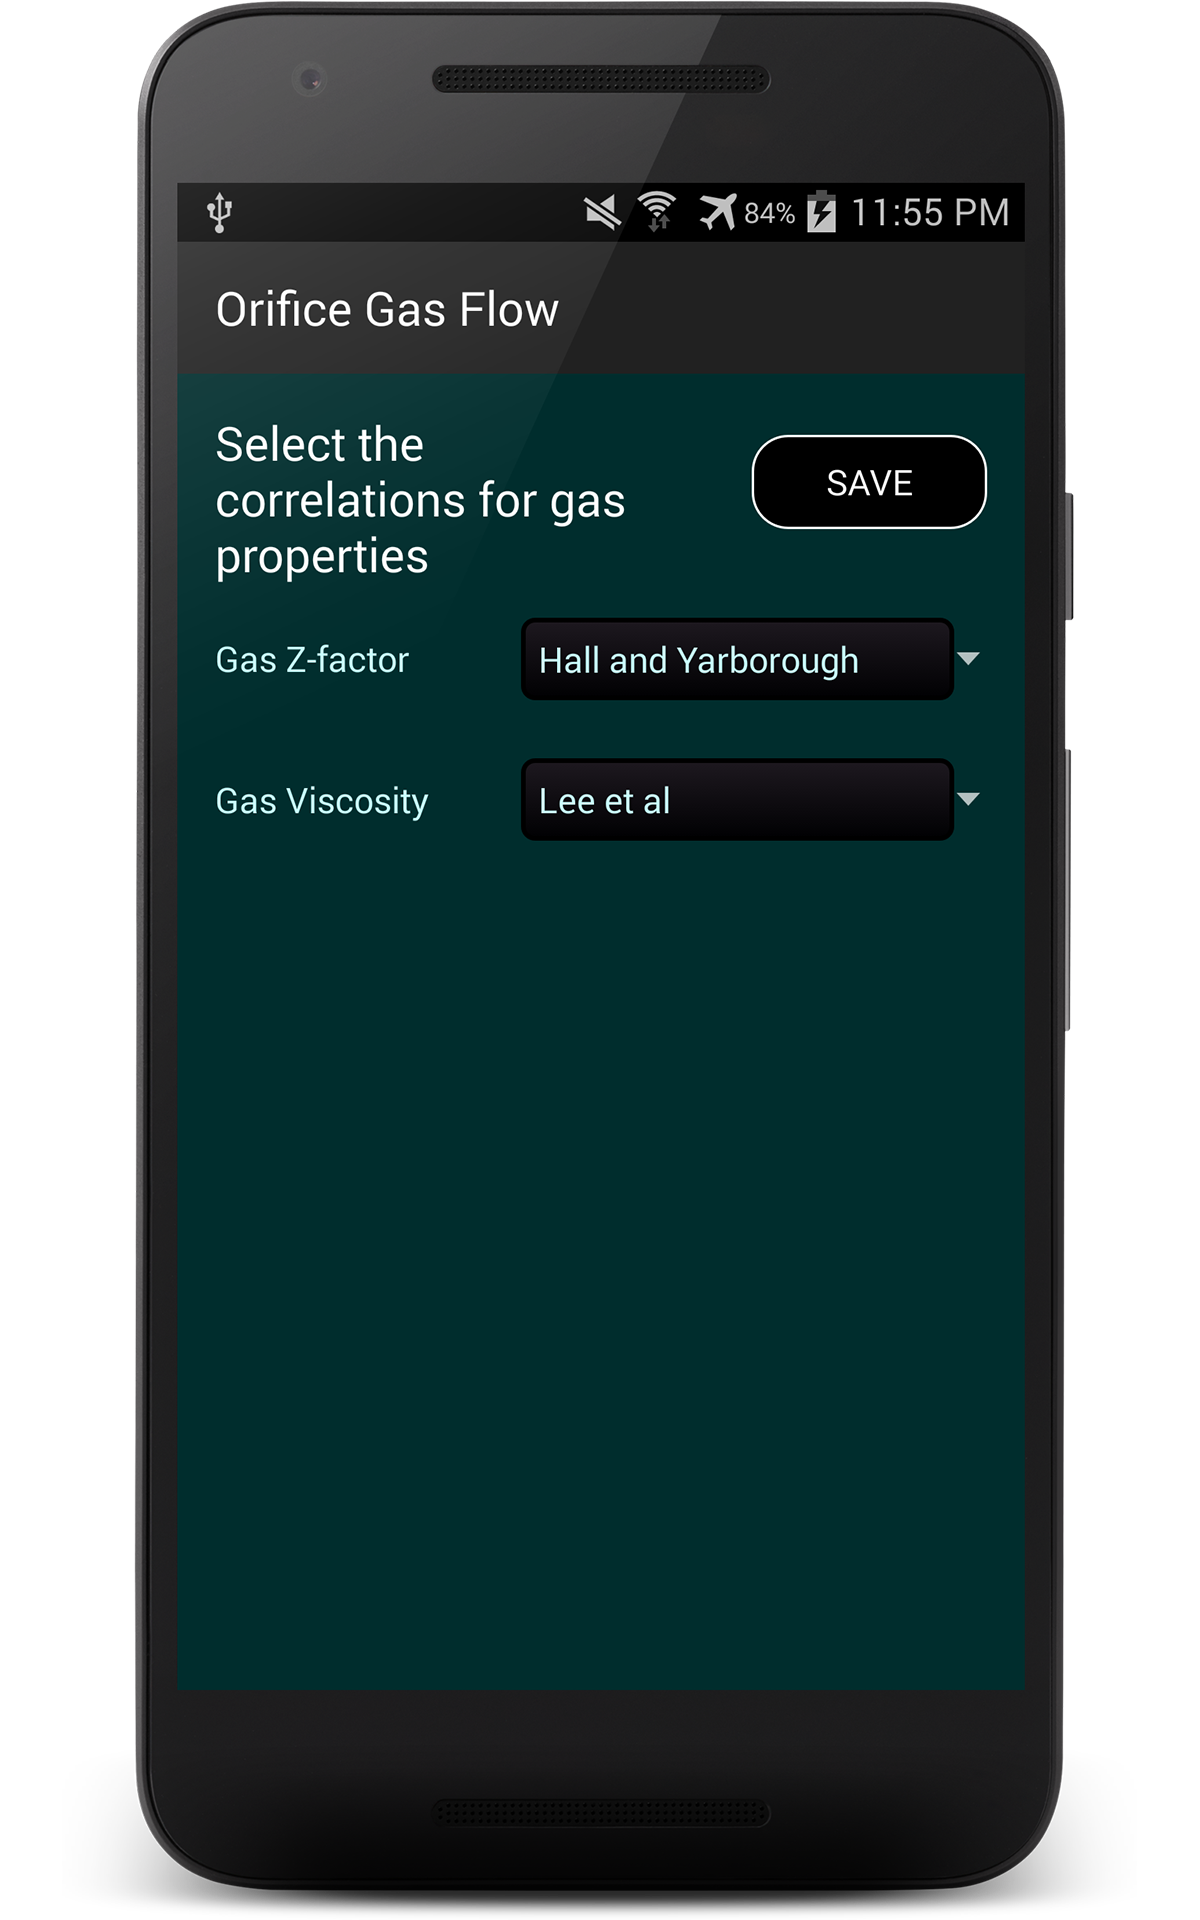 84% 11:55 PM
Orifice Gas Flow
Select the
correlations for gas
properties
SAVE
Gas Z-factor Hall and Yarborough
Gas Viscosity Lee et al